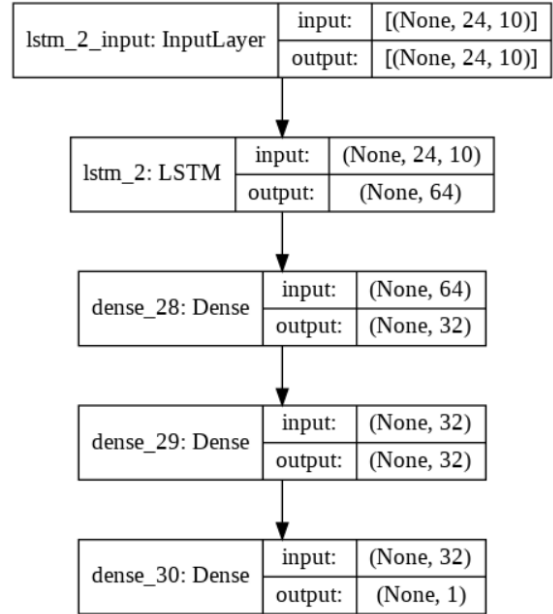 lstm_2_input: InputLayer
input: [(None, 24, 10)]
output: [(None, 24, 10)]
lstm_2: LSTM
input: (None, 24, 10)
output: (None, 64)
dense_28: Dense
input: (None, 64)
output: (None, 32)
dense_29: Dense
input: (None, 32)
output: (None, 32)
dense_30: Dense
input: (None, 32)
output: (None, 1)